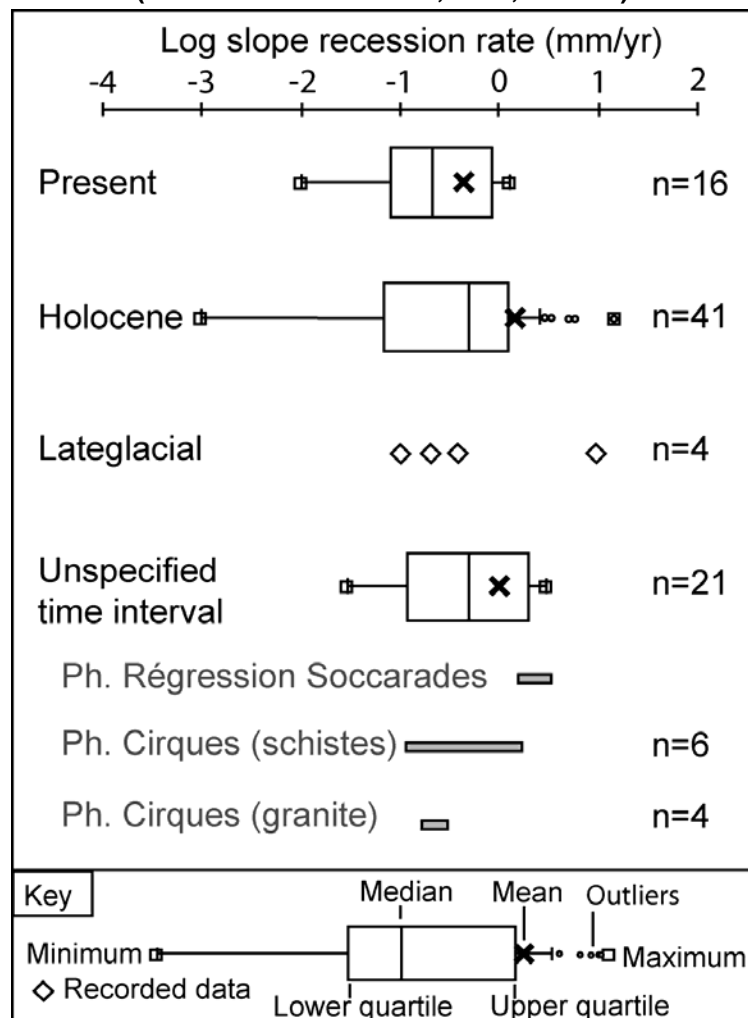 Log slope recession rate (mm/yr)
-4 -3 -2 -1 0 1 2
Present n=16
Holocene n=41
Lateglacial n=4
Unspecified
time interval n=21
Ph. Régression Soccarades
Ph. Cirques (schistes) n=6
Ph. Cirques (granite) n=4
Key
Median Mean Outliers
Minimum Maximum
Recorded data
Lower quartile Upper quartile